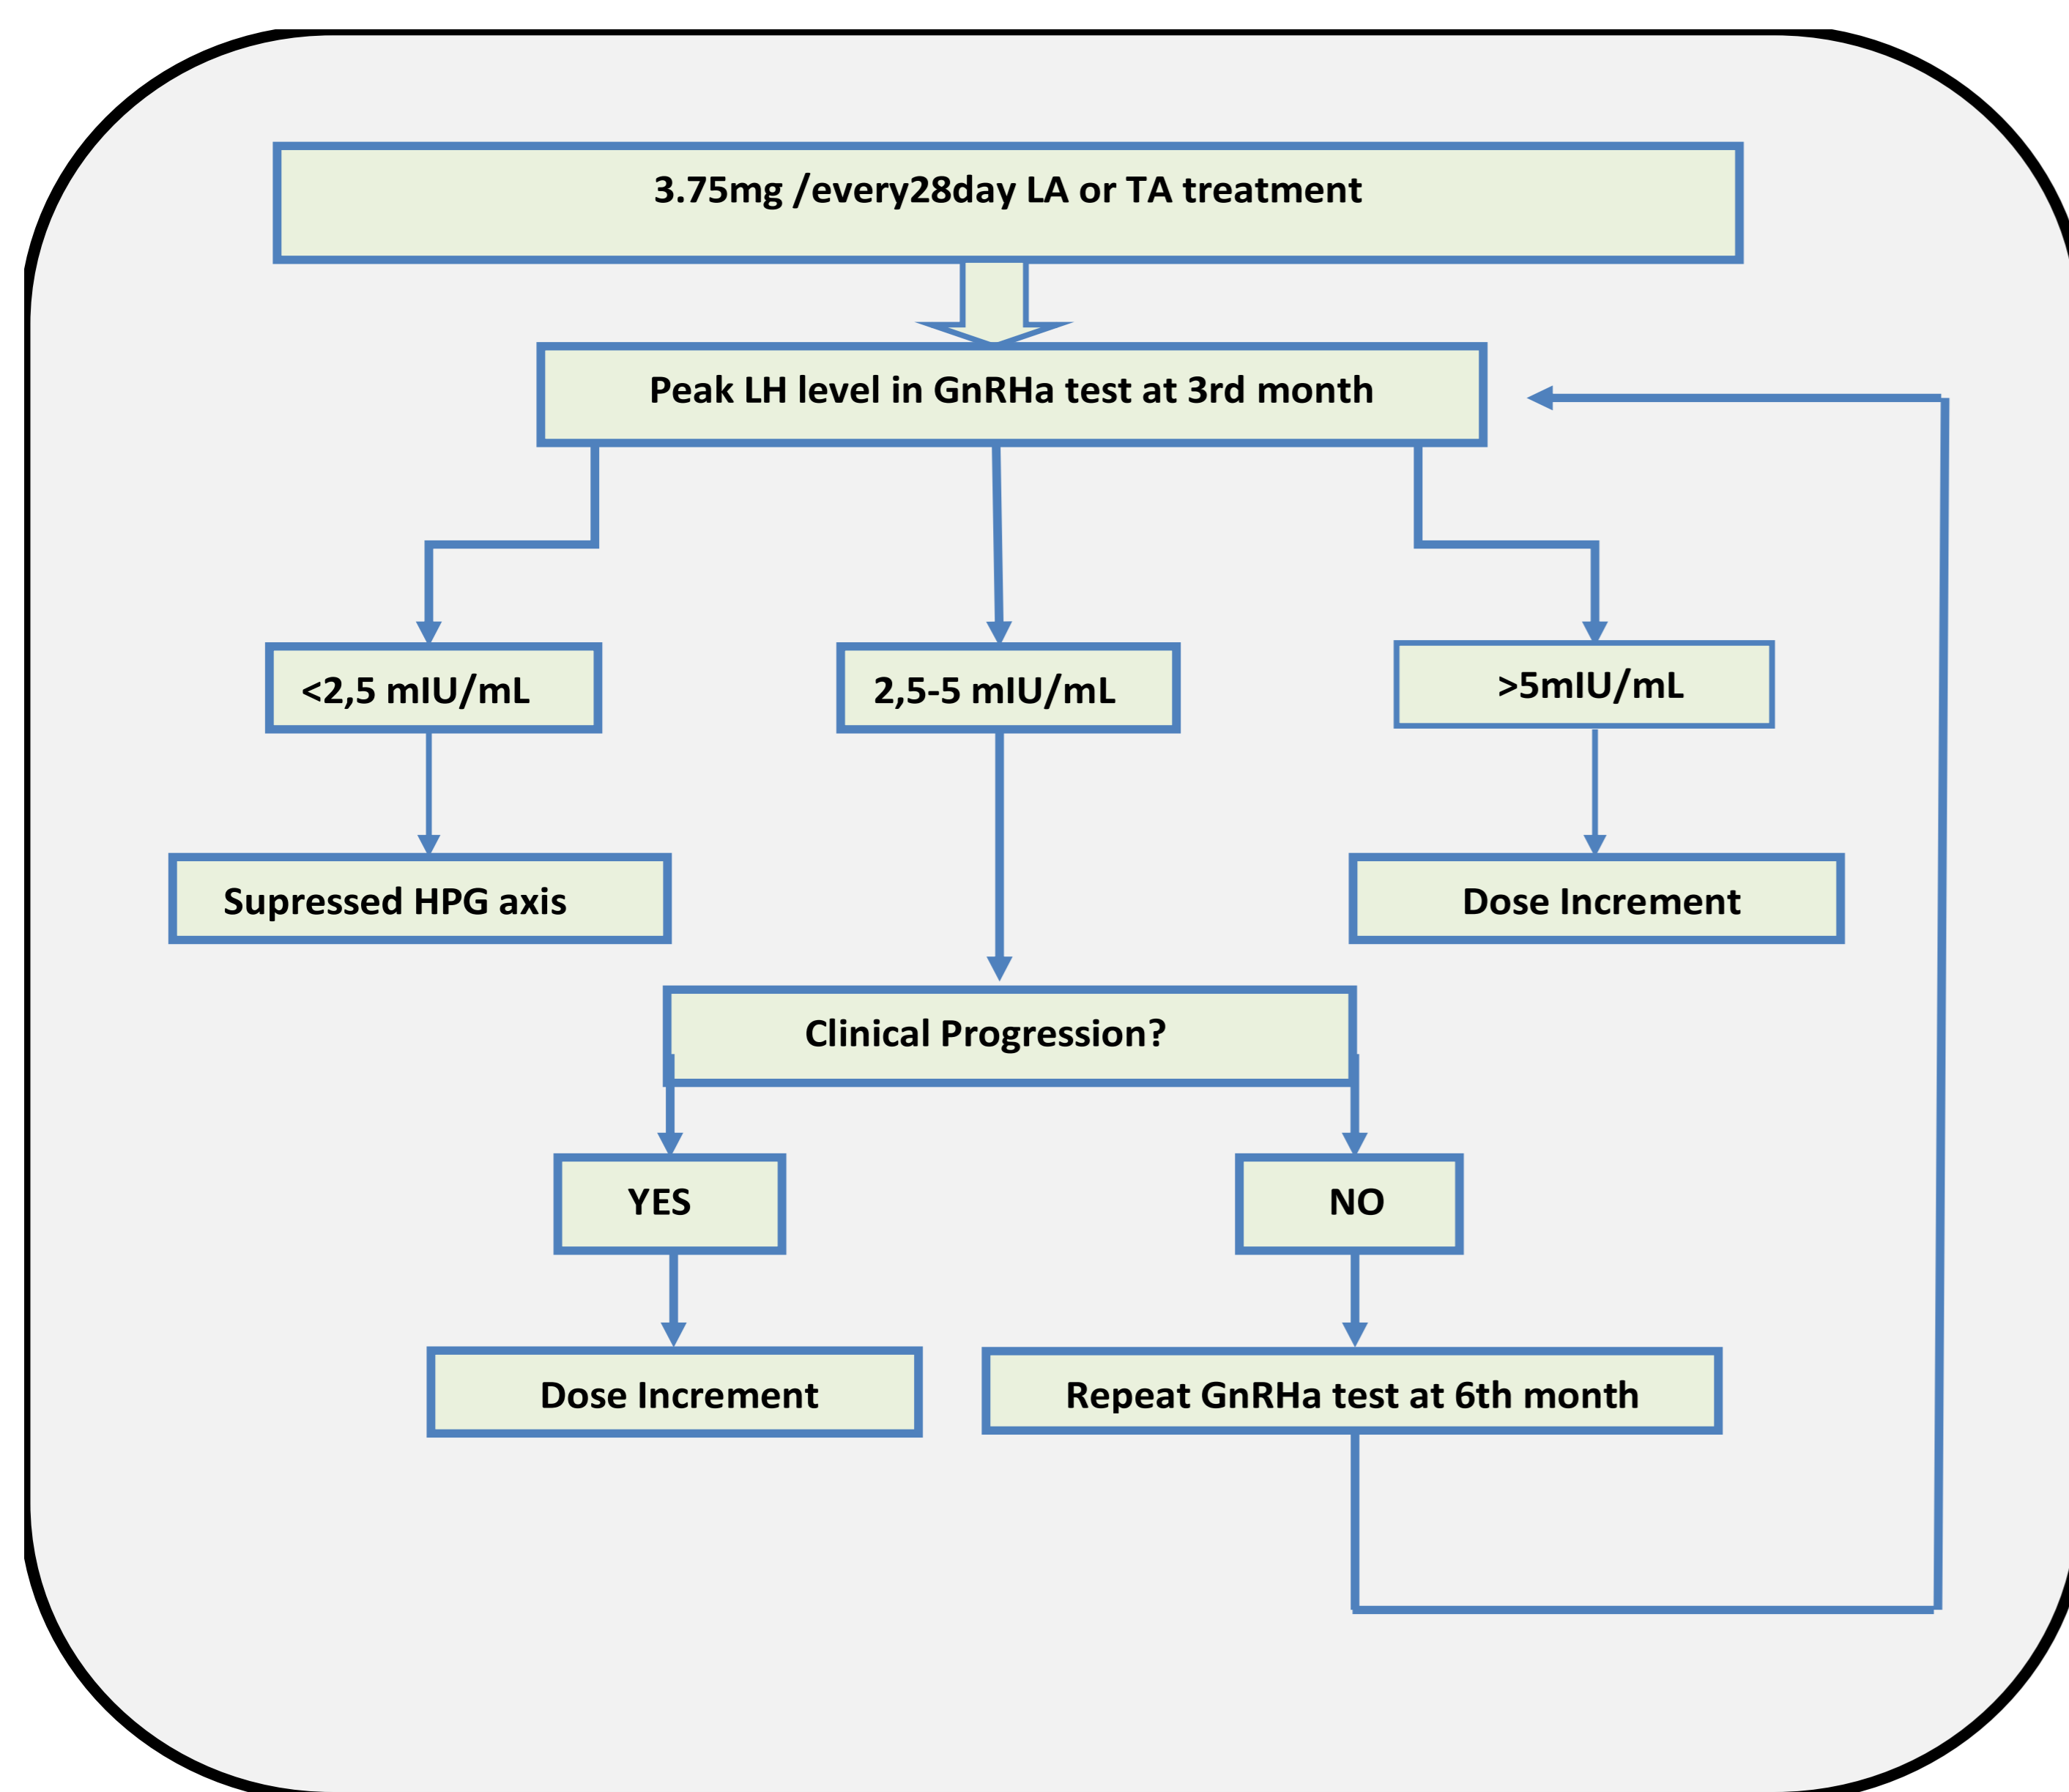 3.75mg /every28day LA or TA treatment
Peak LH level in GnRHa test at 3rd month
<2,5 mIU/mL
2,5-5 mIU/mL
>5mIU/mL
Supressed HPG axis
Dose Increment
Clinical Progression?
YES
NO
Dose Increment
Repeat GnRHa test at 6th month